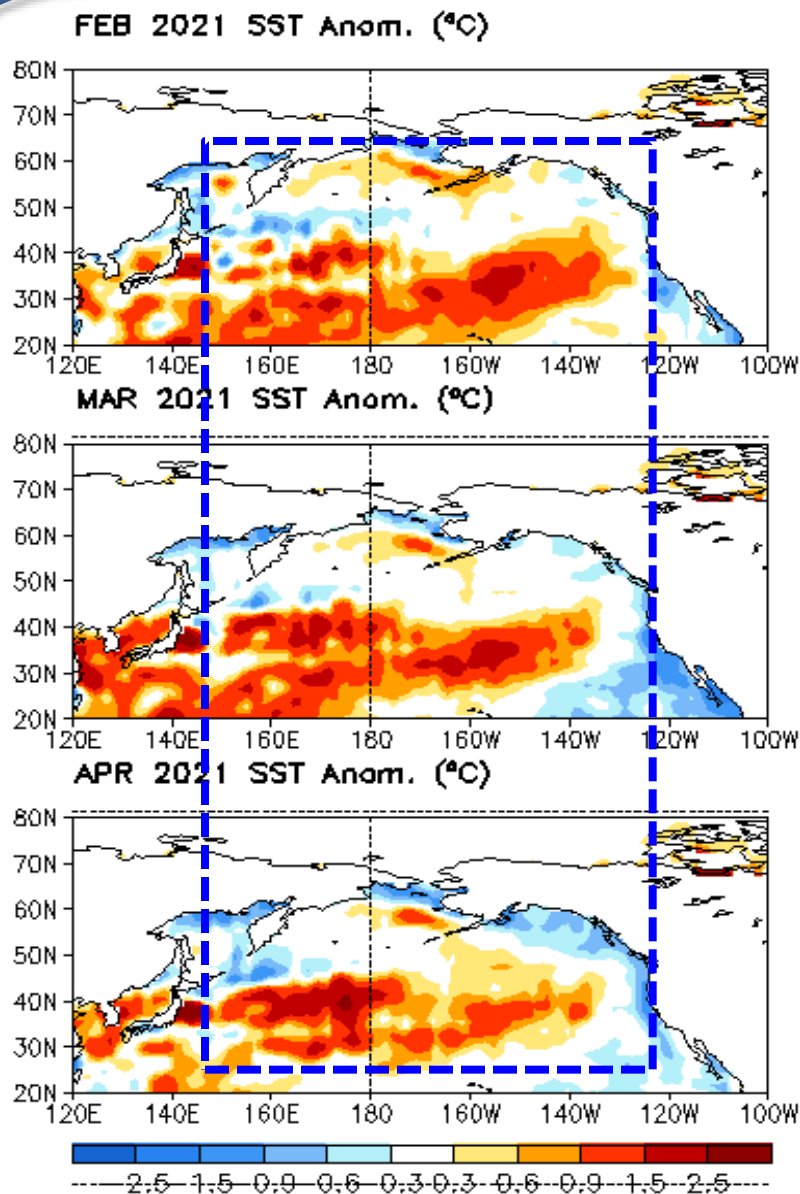 FEB 2021 SST Anom. (°C)
80N
70N
60N
50N
40N
30N
20N
120E 140E 160E 180 160W 140W 120W 100W
MAR 2021 SST Anom. (°C)
80N
70N
60N
50N
40N
30N
20N
120E 140E 160E 180 160W 140W 120W 100W
APR 2021 SST Anom. (°C)
80N
70N
60N
50N
40N
30N
20N
120E 140E 160E 180 160W 140W 120W 100W
-2.5 -1.5 -0.9 -0.6 -0.3 0.3 0.6 0.9 1.5 2.5